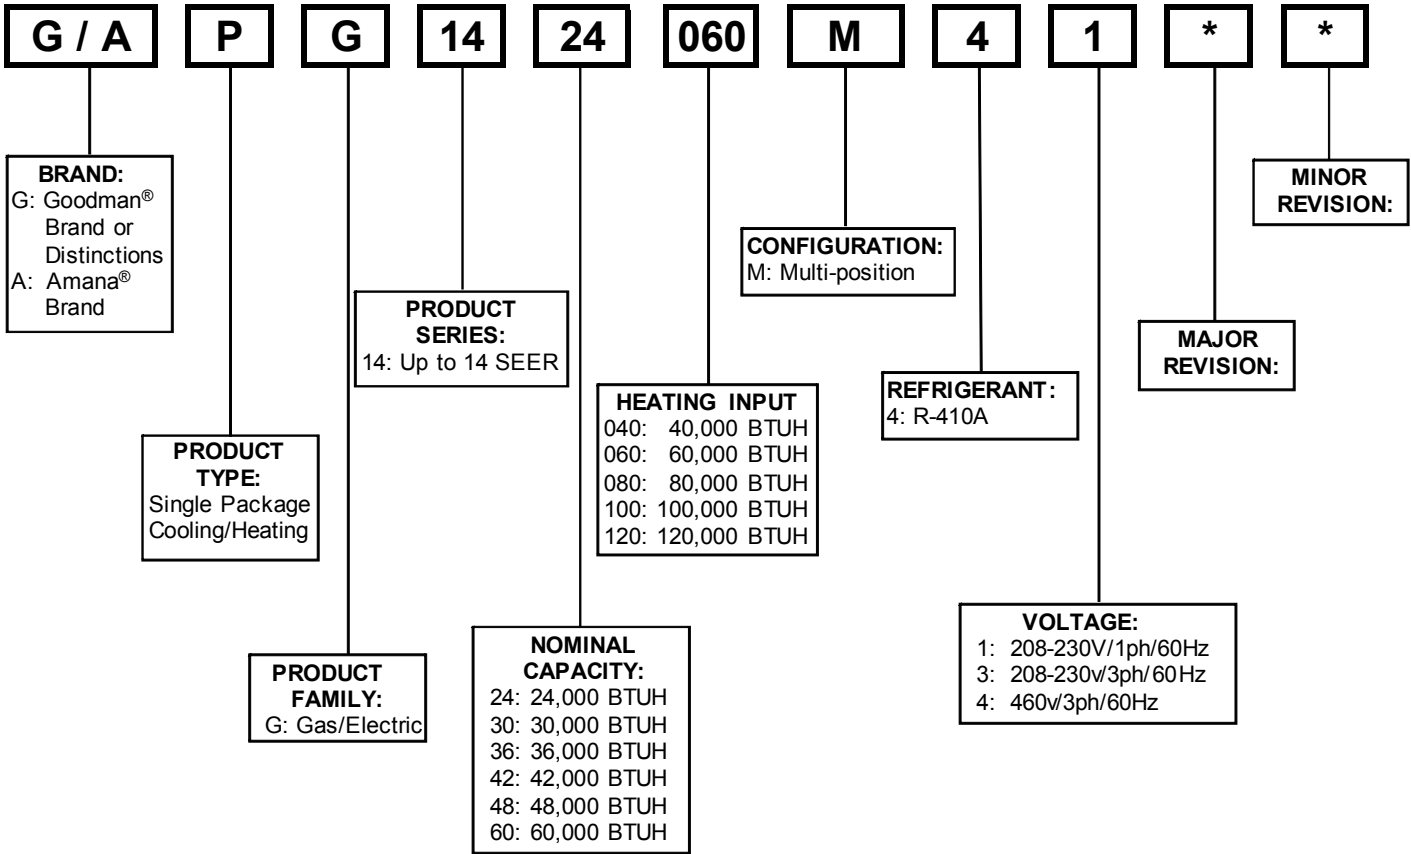 G / A P G 14 24 060 M 4 1 * *
BRAND:
G: Goodman®
Brand or
Distinctions
A: Amana®
Brand
PRODUCT
TYPE:
Single Package
Cooling/Heating
PRODUCT
FAMILY:
G: Gas/Electric
PRODUCT
SERIES:
14: Up to 14 SEER
NOMINAL
CAPACITY:
24: 24,000 BTUH
30: 30,000 BTUH
36: 36,000 BTUH
42: 42,000 BTUH
48: 48,000 BTUH
60: 60,000 BTUH
HEATING INPUT
040: 40,000 BTUH
060: 60,000 BTUH
080: 80,000 BTUH
100: 100,000 BTUH
120: 120,000 BTUH
CONFIGURATION:
M: Multi-position
REFRIGERANT:
4: R-410A
VOLTAGE:
1: 208-230V/1ph/60Hz
3: 208-230v/3ph/60Hz
4: 460v/3ph/60Hz
MAJOR
REVISION:
MINOR
REVISION: